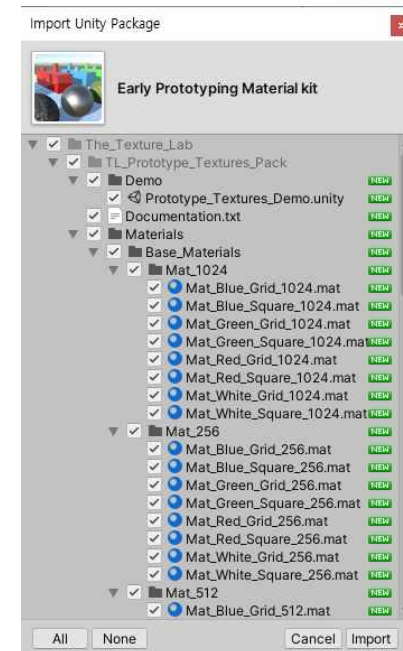 Import Unity Package
Early Prototyping Material kit
The_Texture_Lab
TL_Prototype_Textures_Pack
Demo NEW
Prototype_Textures_Demo.unity NEW
Documentation.txt NEW
Materials NEW
Base_Materials NEW
Mat_1024 NEW
Mat_Blue_Grid_1024.mat NEW
Mat_Blue_Square_1024.mat NEW
Mat_Green_Grid_1024.mat NEW
Mat_Green_Square_1024.mat NEW
Mat_Red_Grid_1024.mat NEW
Mat_Red_Square_1024.mat NEW
Mat_White_Grid_1024.mat NEW
Mat_White_Square_1024.mat NEW
Mat_256 NEW
Mat_Blue_Grid_256.mat NEW
Mat_Blue_Square_256.mat NEW
Mat_Green_Grid_256.mat NEW
Mat_Green_Square_256.mat NEW
Mat_Red_Grid_256.mat NEW
Mat_Red_Square_256.mat NEW
Mat_White_Grid_256.mat NEW
Mat_White_Square_256.mat NEW
Mat_512 NEW
Mat_Blue_Grid_512.mat NEW
All None Cancel Import